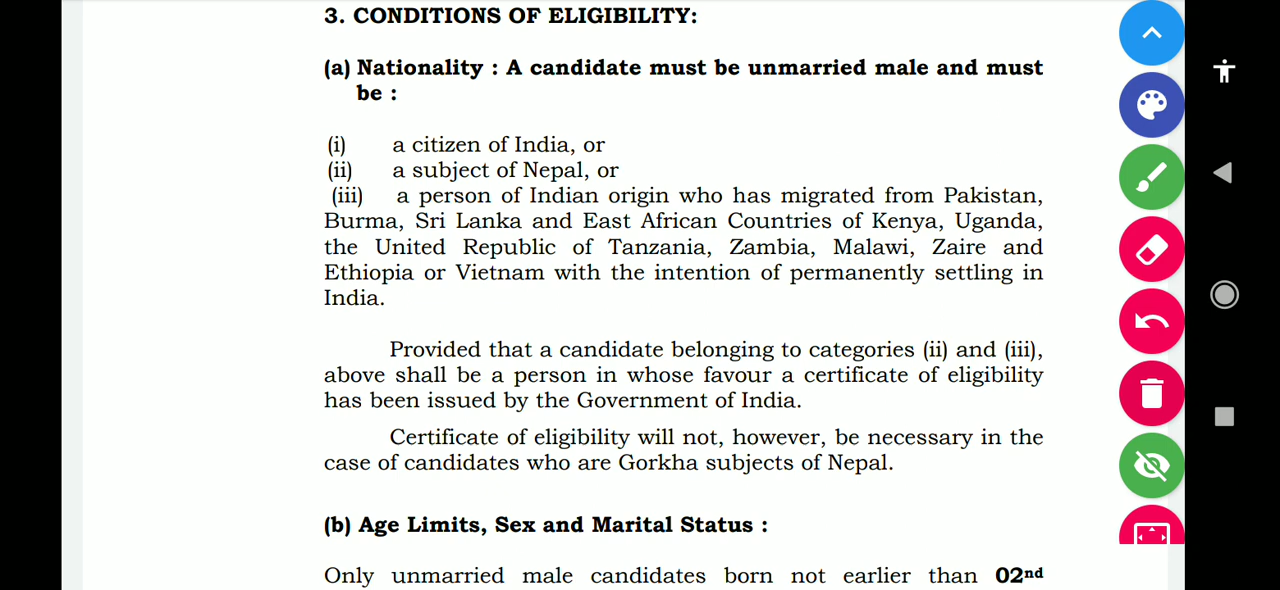 3. CONDITIONS OF ELIGIBILITY:
(a) Nationality : A candidate must be unmarried male and must
be :
(i) a citizen of India, or
(ii) a subject of Nepal, or
(iii) a person of Indian origin who has migrated from Pakistan,
Burma, Sri Lanka and East African Countries of Kenya, Uganda,
the United Republic of Tanzania, Zambia, Malawi, Zaire and
Ethiopia or Vietnam with the intention of permanently settling in
India.
Provided that a candidate belonging to categories (ii) and (iii),
above shall be a person in whose favour a certificate of eligibility
has been issued by the Government of India.
Certificate of eligibility will not, however, be necessary in the
case of candidates who are Gorkha subjects of Nepal.
(b) Age Limits, Sex and Marital Status :
Only unmarried male candidates born not earlier than 02nd